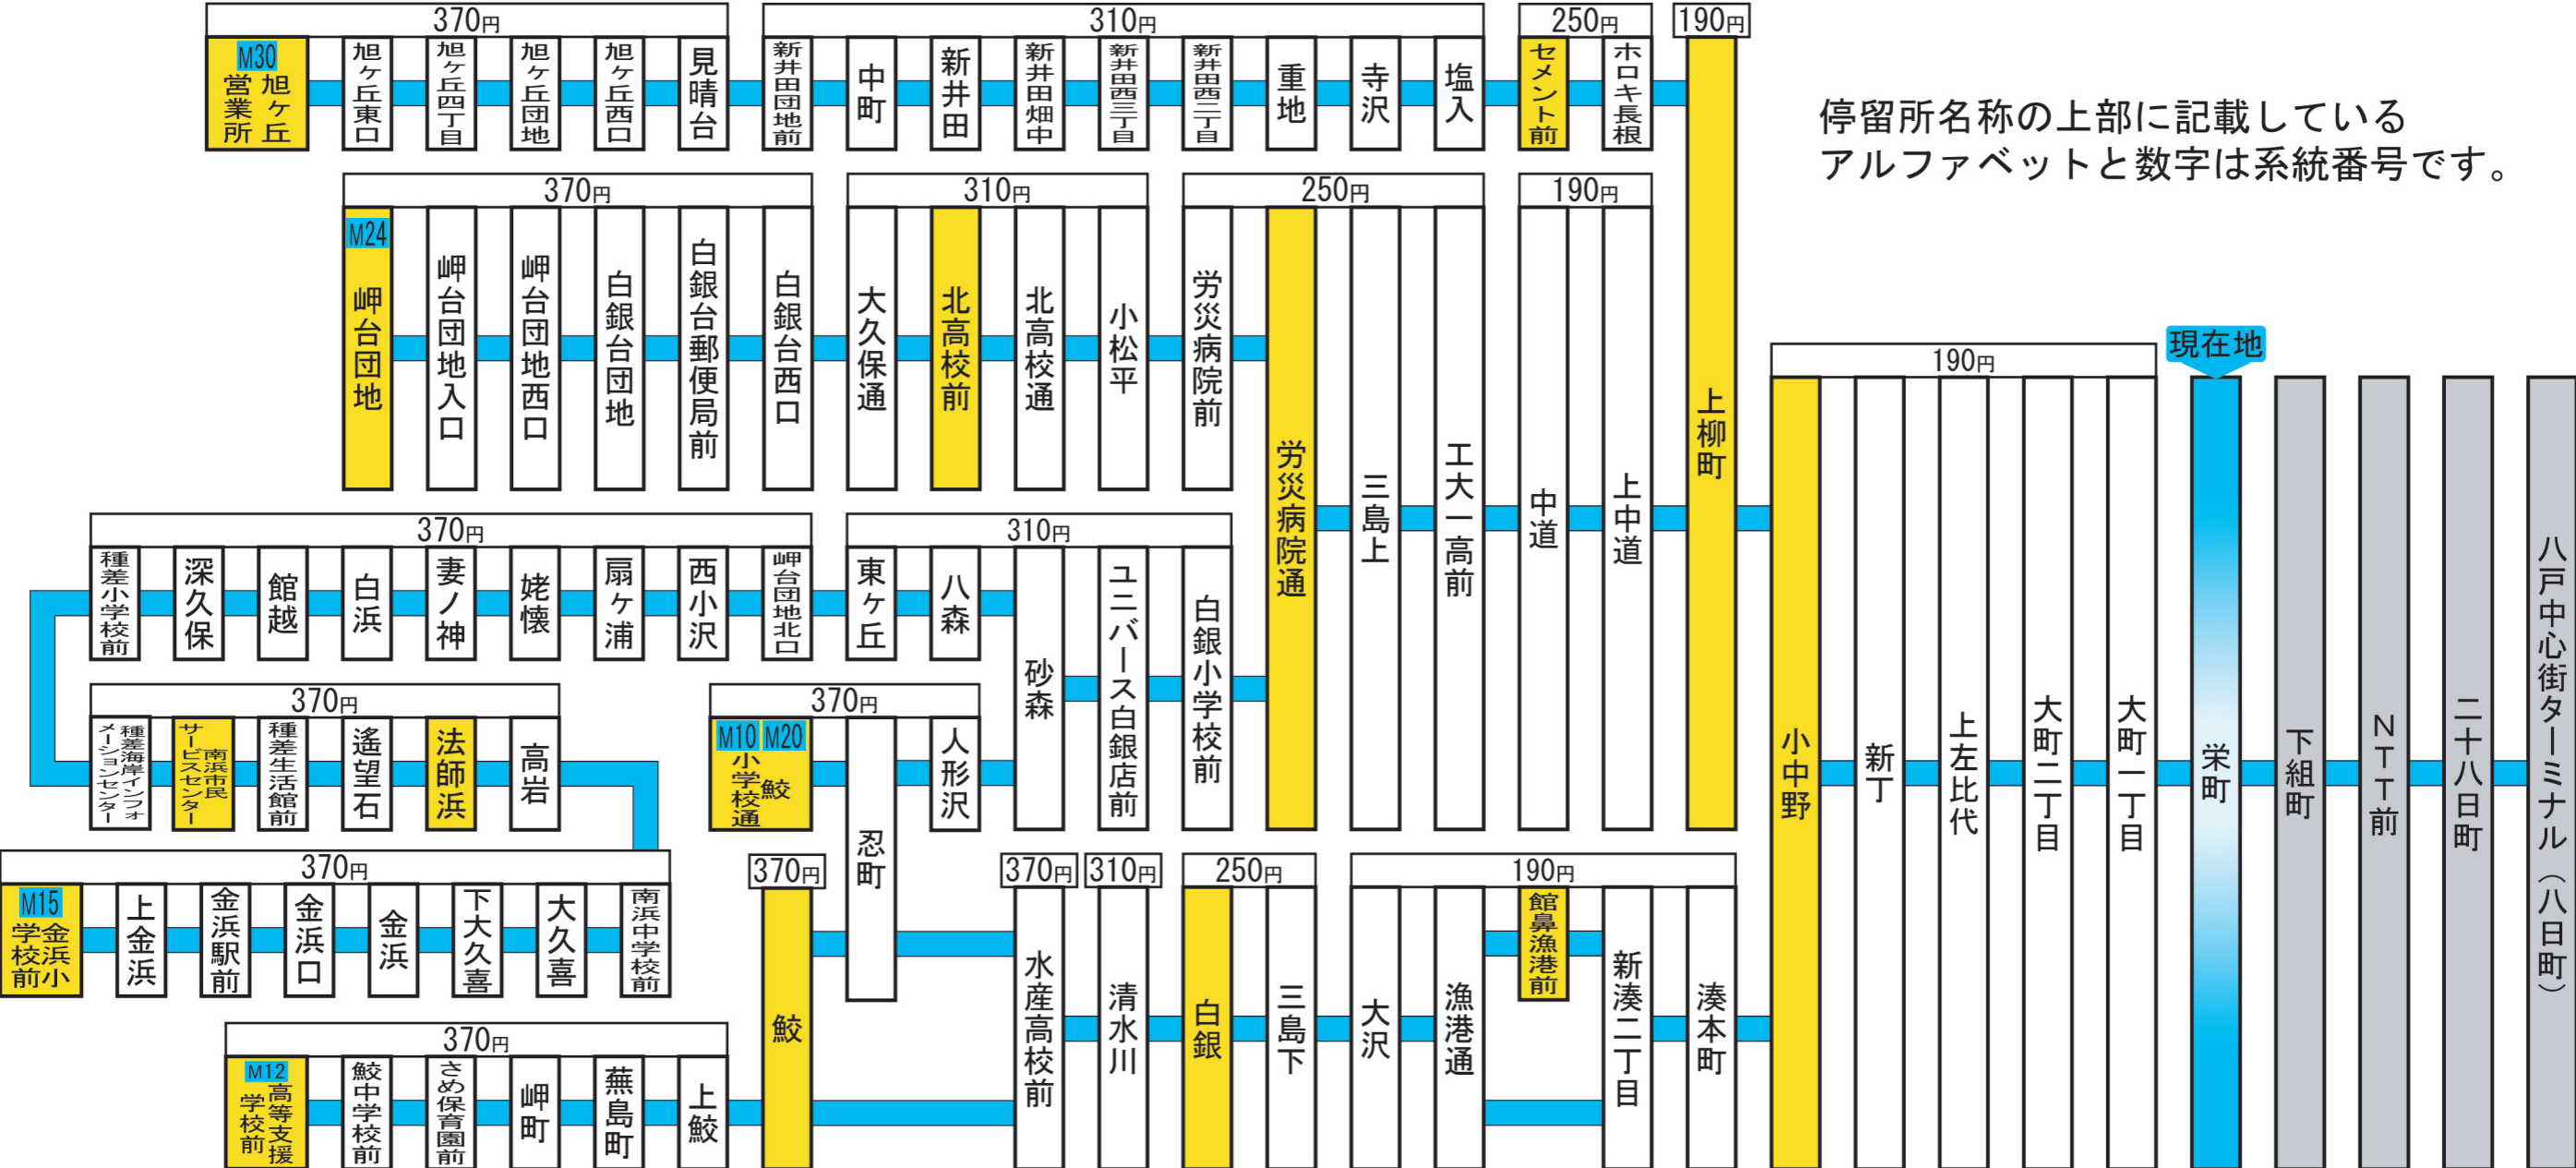 370円
310円
250円
190円
M30
旭ヶ丘営業所
旭ヶ丘東口
旭ヶ丘四丁目
旭ヶ丘団地
旭ヶ丘西口
見晴台
新井田団地前
中町
新井田
新井田畑中
新井田西三丁目
新井田西二丁目
重地
寺沢
塩入
セメント前
ホロキ長根
上柳町
停留所名称の上部に記載している
アルファベットと数字は系統番号です。
370円
310円
250円
190円
M24
岬台団地
岬台団地入口
岬台団地西口
白銀台団地
白銀台郵便局前
白銀台西口
大久保通
北高校前
北高校通
小松平
労災病院前
労災病院通
三島上
工大一高前
中道
上中道
190円
現在地
小中野
新丁
上左比代
大町二丁目
大町一丁目
栄町
下組町
NTT前
二十八日町
八戸中心街ターミナル（八日町）
370円
310円
種差小学校前
深久保
館越
白浜
妻ノ神
姥懐
扇ヶ浦
西小沢
岬台団地北口
東ヶ丘
八森
砂森
ユニバース白銀店前
白銀小学校前
370円
370円
種差海岸インフォメーションセンター
南浜市民サービスセンター
種差生活館前
遙望石
法師浜
高岩
M10 M20
鮫小学校通
忍町
人形沢
370円
370円
370円
310円
250円
190円
M15
金浜小学校前
上金浜
金浜駅前
金浜口
金浜
下大久喜
大久喜
南浜中学校前
鮫
水産高校前
清水川
白銀
三島下
大沢
漁港通
館鼻漁港前
新湊二丁目
湊本町
370円
M12
高等支援学校前
鮫中学校前
さめ保育園前
岬町
蕪島町
上鮫